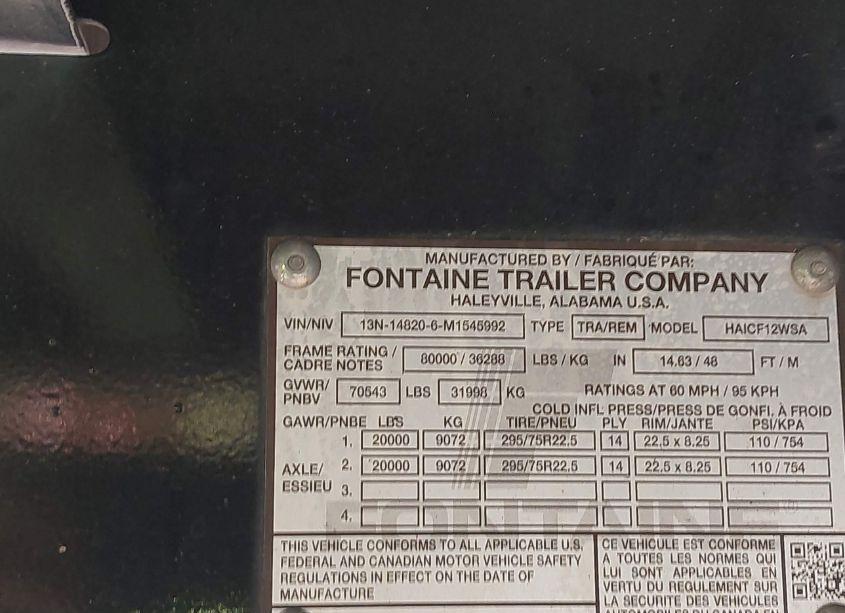 MANUFACTURED BY / FABRIQUÉ PAR:
FONTAINE TRAILER COMPANY
HALEYVILLE, ALABAMA U.S.A.
VIN/NIV 13N-14820-6-M1545992 TYPE TRA/REM MODEL HAICF12WSA
FRAME RATING / CADRE NOTES 80000 / 36288 LBS / KG IN 14.63 / 48 FT / M
GVWR/ PNBV 70543 LBS 31998 KG RATINGS AT 60 MPH / 95 KPH
COLD INFL PRESS/PRESS DE GONFI. À FROID
GAWR/PNBE LBS KG TIRE/PNEU PLY RIM/JANTE PSI/KPA
1. 20000 9072 295/75R22.5 14 22.5 x 8.25 110 / 754
AXLE/ ESSIEU 2. 20000 9072 295/75R22.5 14 22.5 x 8.25 110 / 754
3.
4.
FONTAINE
THIS VEHICLE CONFORMS TO ALL APPLICABLE U.S.
FEDERAL AND CANADIAN MOTOR VEHICLE SAFETY
REGULATIONS IN EFFECT ON THE DATE OF
MANUFACTURE
CE VEHICULE EST CONFORME
A TOUTES LES NORMES QUI
LUI SONT APPLICABLES EN
VERTU DU REGULEMENT SUR
LA SECURITE DES VEHICULES